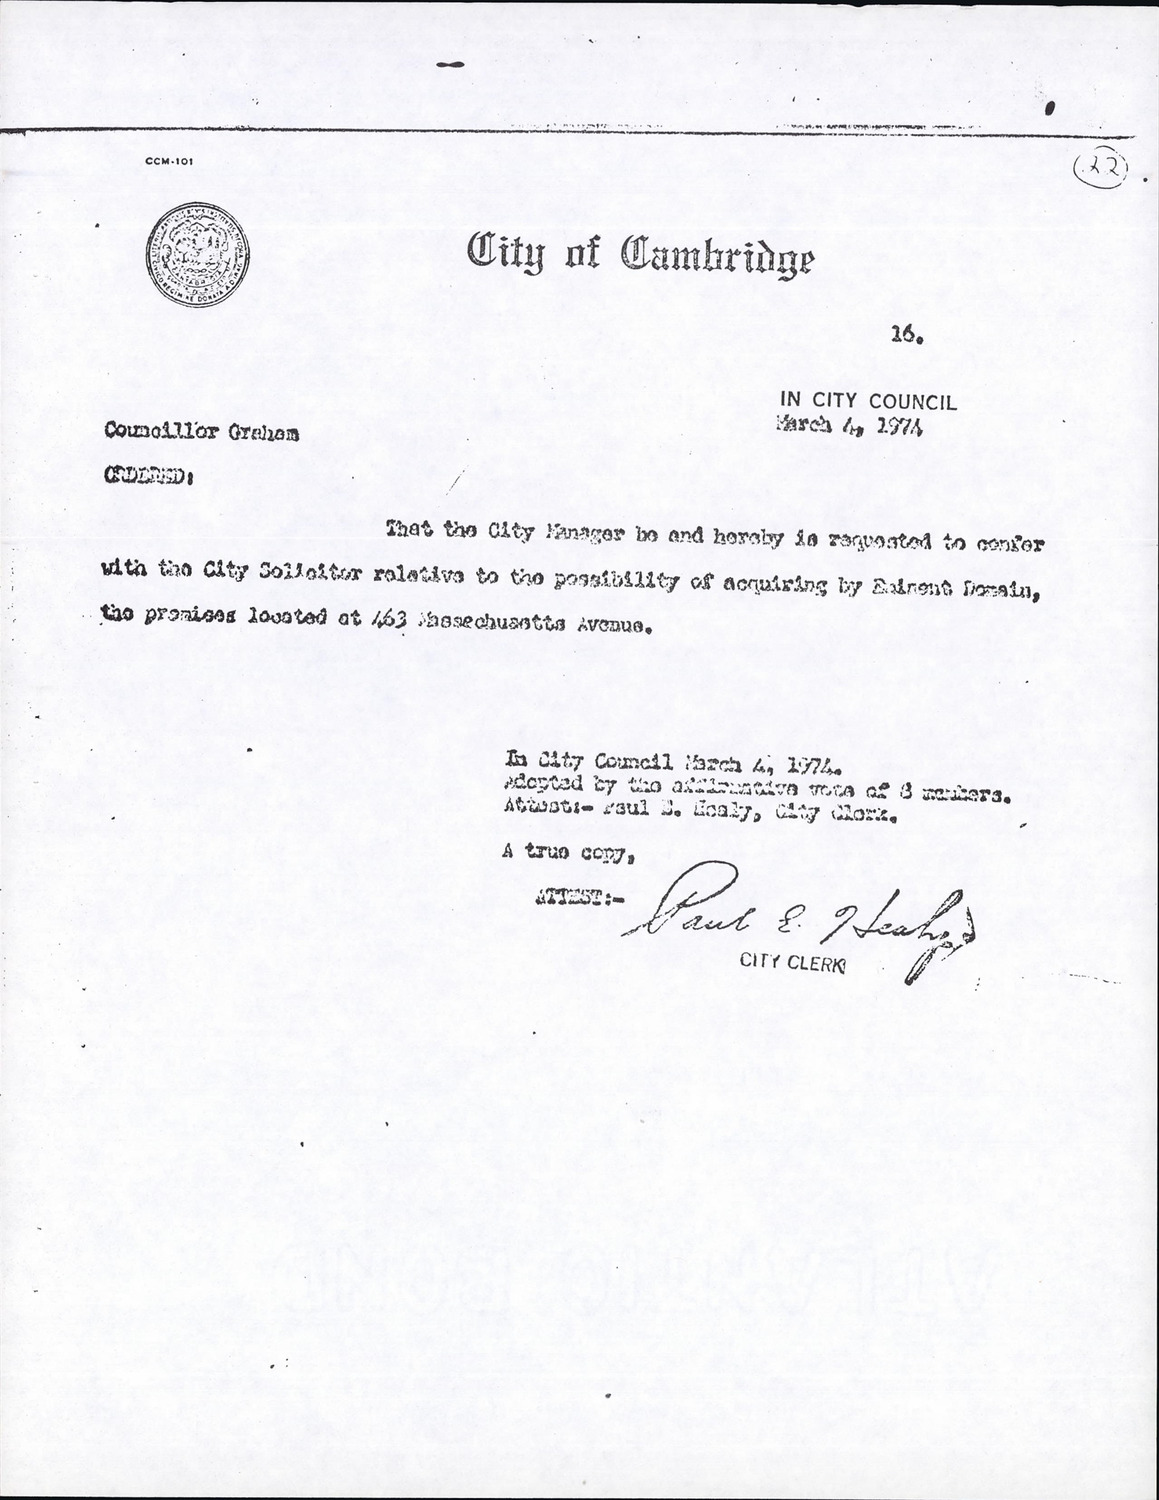 CCM-101
22
City of Cambridge
16.
IN CITY COUNCIL
March 4, 1974
Councillor Graham
ORDERED:
That the City Manager be and hereby is requested to confer
with the City Solicitor relative to the possibility of acquiring by Eminent Domain,
the premises located at 463 Massachusetts Avenue.
In City Council March 4, 1974.
Adopted by the affirmative vote of members.
Attest:- Paul E. Healy, City Clerk.
A true copy,
ATTEST:- Paul E. Healy
CITY CLERK